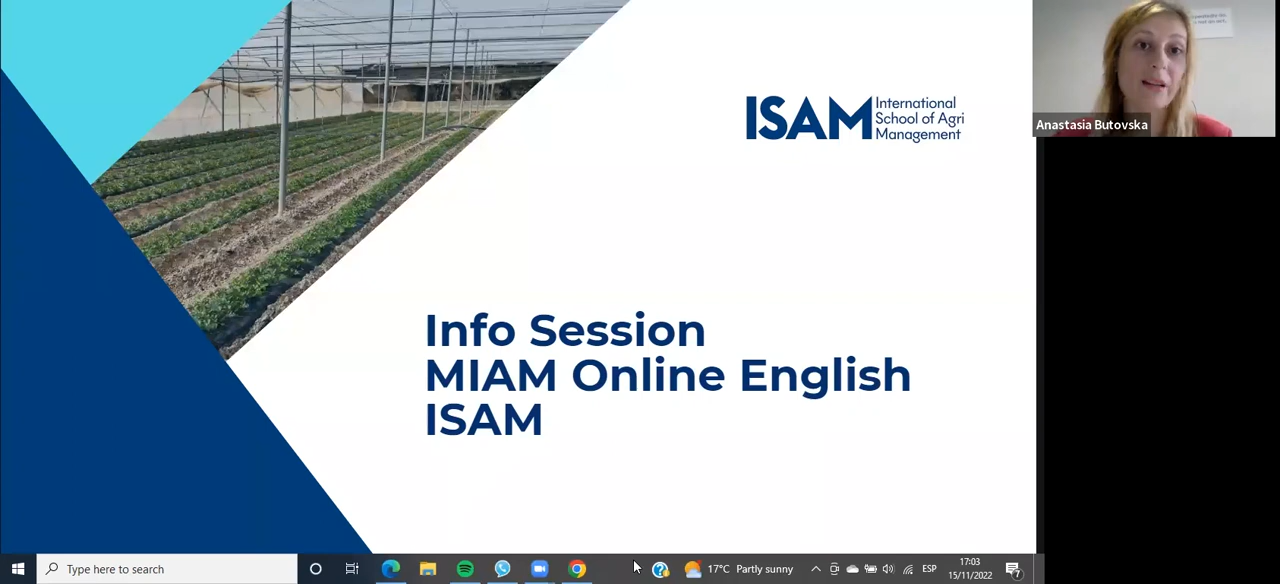 ISAM
International
School of Agri
Management
Anastasia Butovska
Info Session
MIAM Online English
ISAM
Type here to search
17°C Partly sunny
ESP
17:03
15/11/2022
7